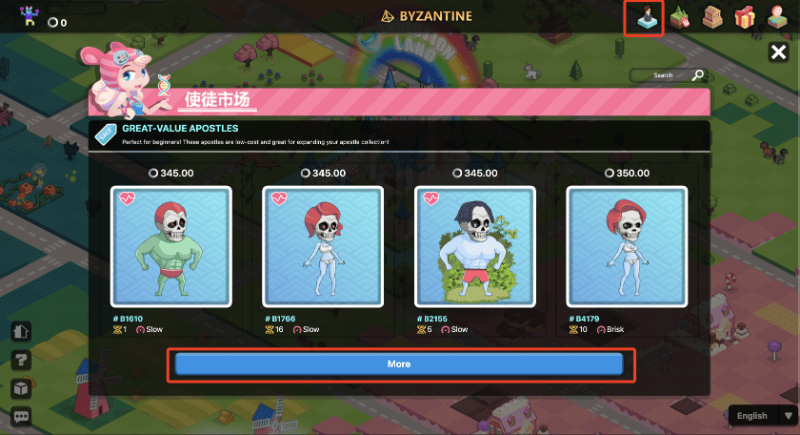 0
BYZANTINE
Search
使徒市场
SALE
GREAT-VALUE APOSTLES
Perfect for beginners! These apostles are low-cost and great for expanding your apostle collection!
345.00 345.00 345.00 350.00
# B1610 # B1766 # B2155 # B4179
1 Slow 16 Slow 5 Slow 10 Brisk
More
English